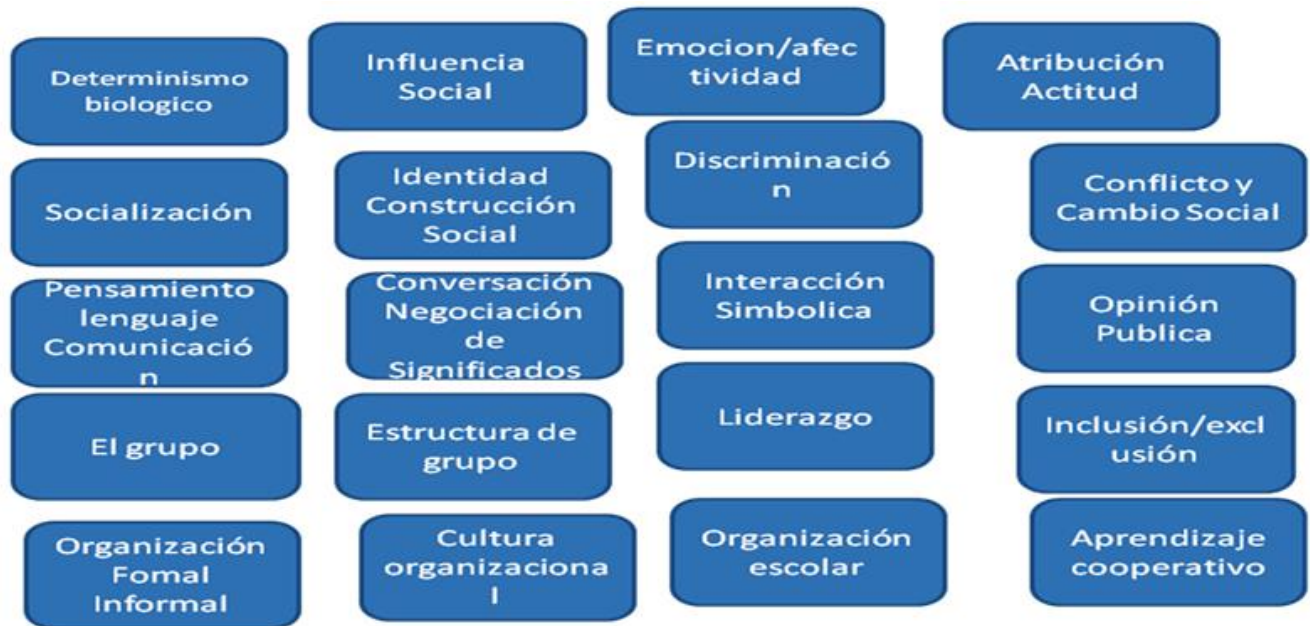 Determinismo
biologico
Influencia
Social
Emocion/afec
tividad
Atribución
Actitud
Socialización
Identidad
Construcción
Social
Discriminació
n
Conflicto y
Cambio Social
Pensamiento
lenguaje
Comunicació
n
Conversación
Negociación
de
Significados
Interacción
Simbolica
Opinión
Publica
El grupo
Estructura de
grupo
Liderazgo
Inclusión/excl
usión
Organización
Fomal
Informal
Cultura
organizaciona
l
Organización
escolar
Aprendizaje
cooperativo